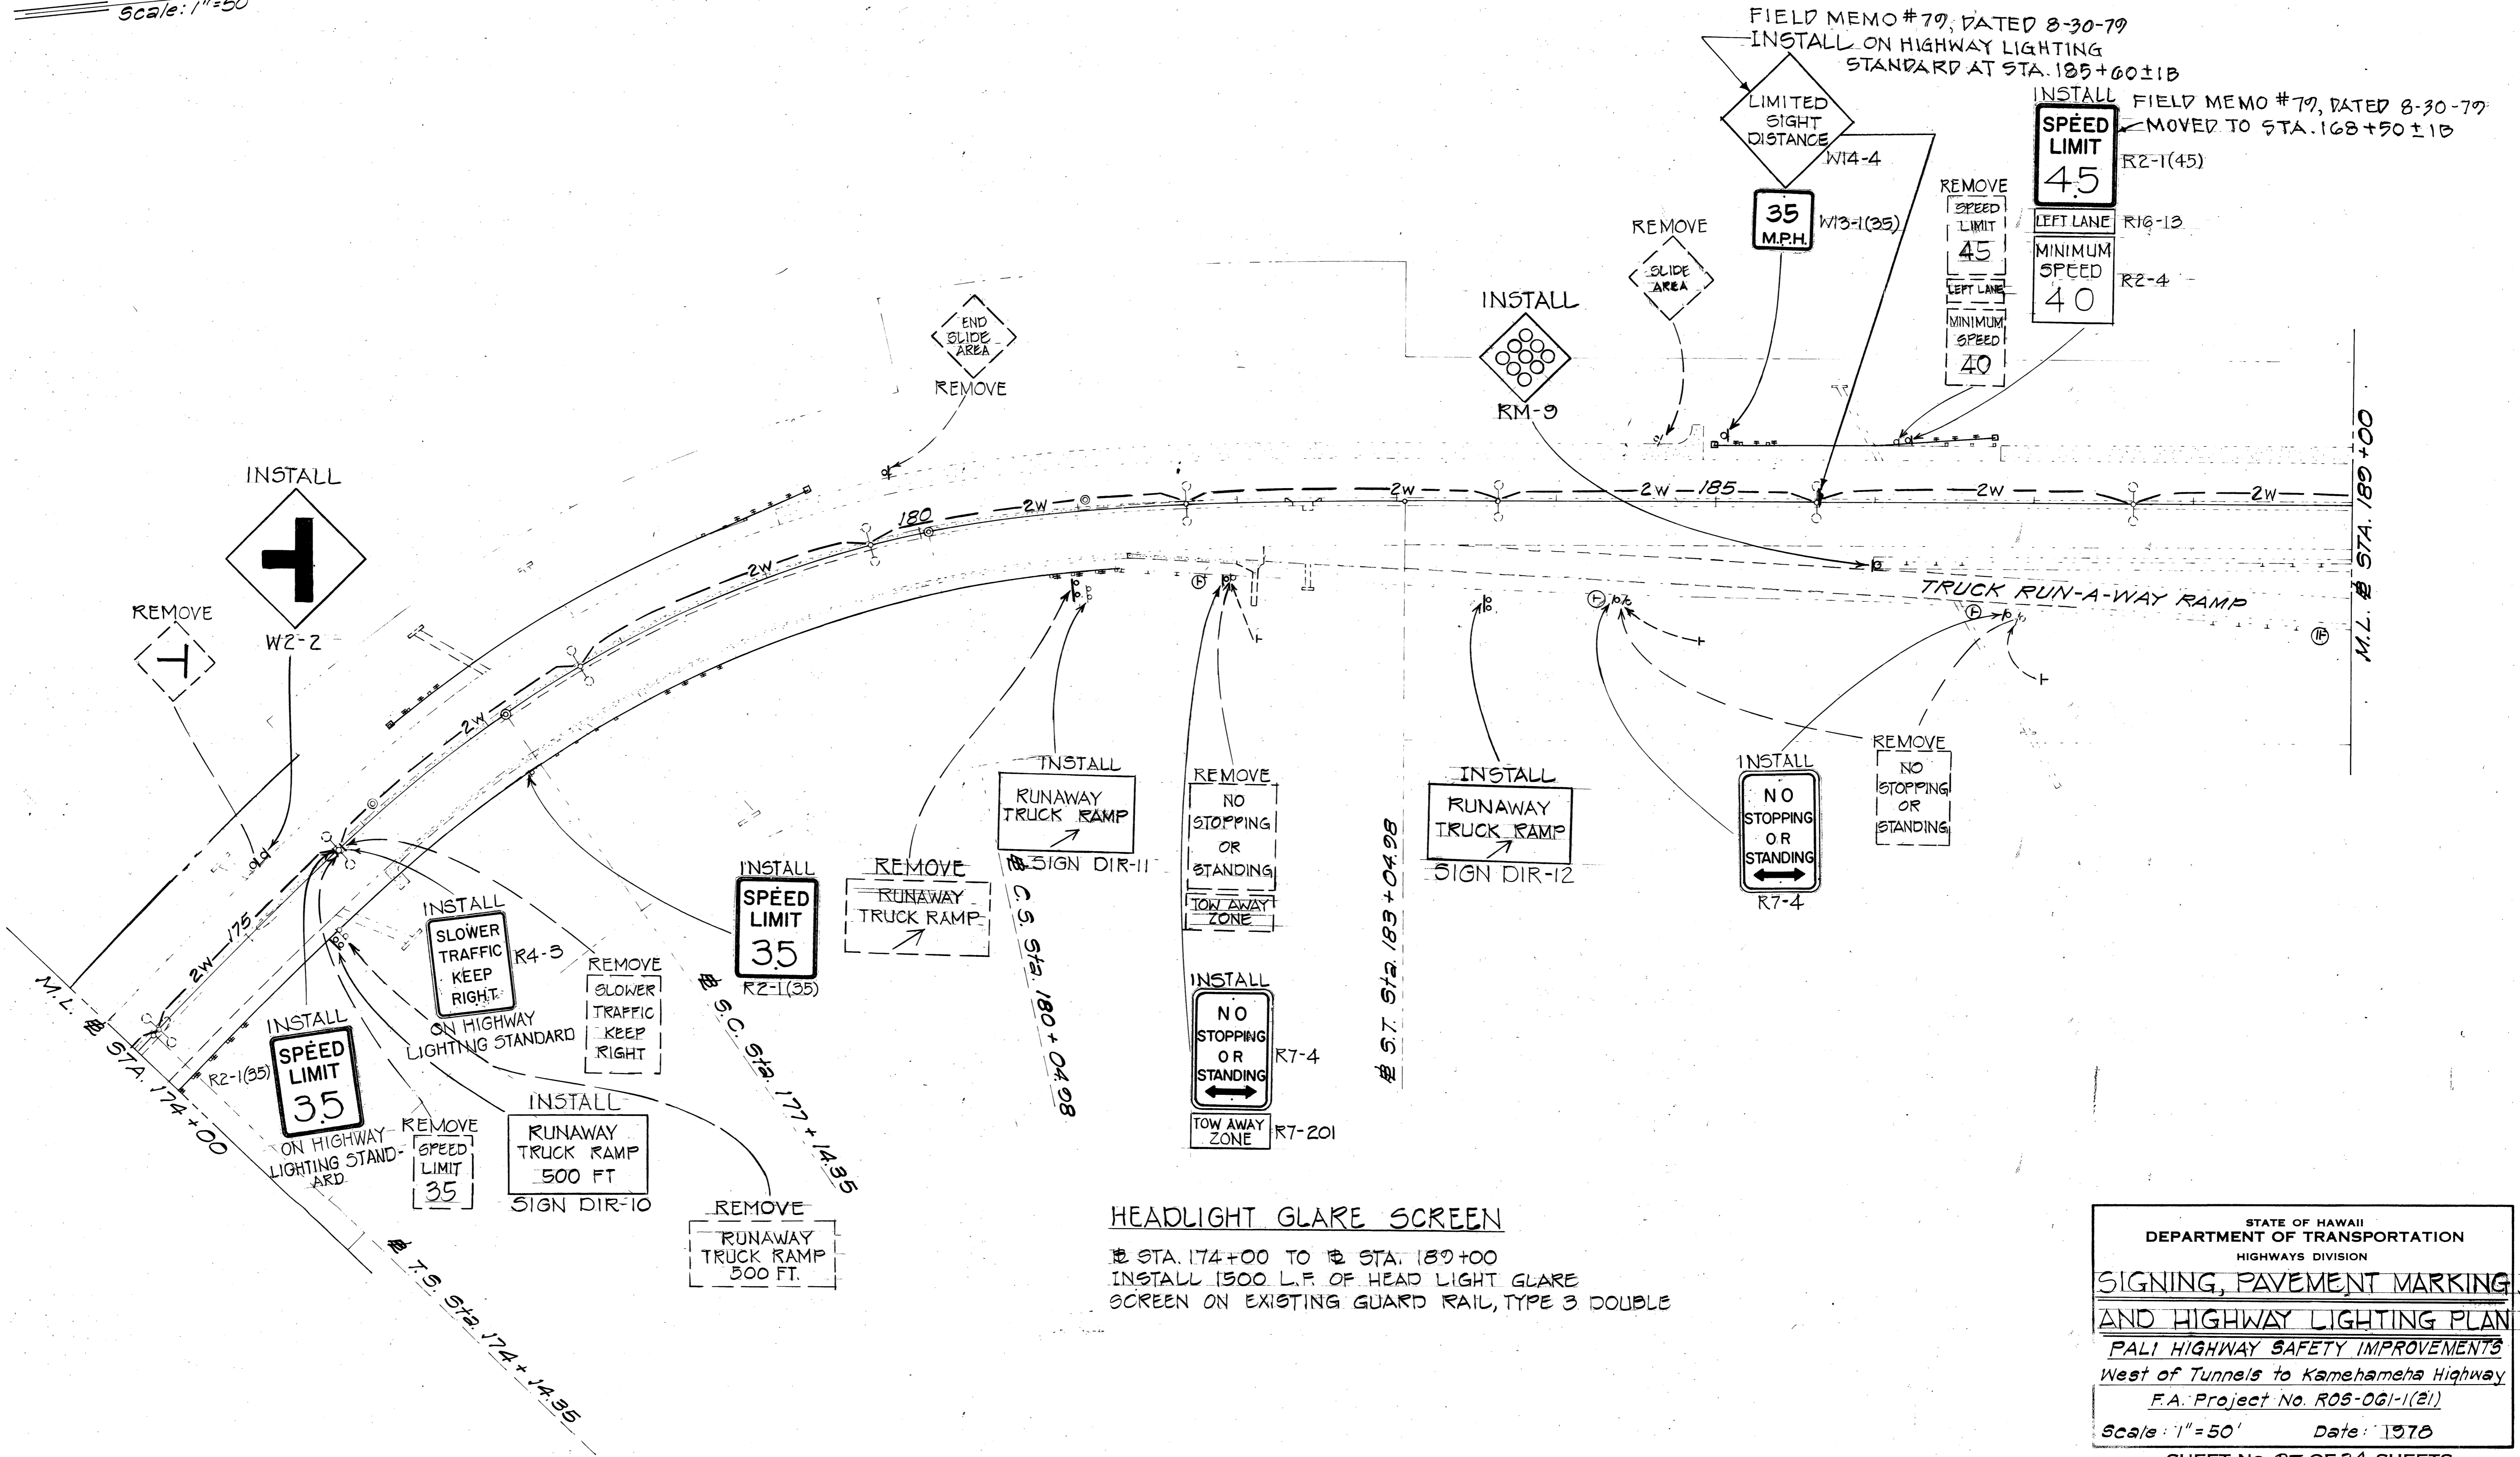 Scale: 1"=50'
FIELD MEMO #79, DATED 8-30-79
INSTALL ON HIGHWAY LIGHTING
STANDARD AT STA. 185+60±1B
LIMITED
SIGHT
DISTANCE
W14-4
35
M.P.H.
W13-1(35)
INSTALL
FIELD MEMO #79, DATED 8-30-79
MOVED TO STA. 168+50±1B
SPEED
LIMIT
45
R2-1(45)
LEFT LANE
R16-13
MINIMUM
SPEED
40
R2-4
REMOVE
SPEED
LIMIT
45
LEFT LANE
MINIMUM
SPEED
40
REMOVE
SLIDE
AREA
INSTALL
RM-9
END
SLIDE
AREA
REMOVE
INSTALL
W2-2
REMOVE
T
2W
175
2W
2W
180
2W
2W
2W
185
2W
2W
2W
TRUCK RUN-A-WAY RAMP
M.L. ℄ STA. 189+00
M.L. ℄ STA. 174+00
℄ T.S. Sta. 174+14.35
℄ S.C. Sta. 177+14.35
℄ C.S. Sta. 180+04.98
℄ S.T. Sta. 183+04.98
INSTALL
SPEED
LIMIT
35
R2-1(35)
ON HIGHWAY
LIGHTING STAND-
ARD.
INSTALL
SLOWER
TRAFFIC
KEEP
RIGHT
R4-3
ON HIGHWAY
LIGHTING STANDARD
REMOVE
SPEED
LIMIT
35
REMOVE
SLOWER
TRAFFIC
KEEP
RIGHT
INSTALL
RUNAWAY
TRUCK RAMP
500 FT
SIGN DIR-10
REMOVE
RUNAWAY
TRUCK RAMP
500 FT.
INSTALL
SPEED
LIMIT
35
R2-1(35)
REMOVE
RUNAWAY
TRUCK RAMP
INSTALL
RUNAWAY
TRUCK RAMP
SIGN DIR-11
REMOVE
NO
STOPPING
OR
STANDING
TOW AWAY
ZONE
INSTALL
NO
STOPPING
OR
STANDING
R7-4
TOW AWAY
ZONE
R7-201
INSTALL
RUNAWAY
TRUCK RAMP
SIGN DIR-12
INSTALL
NO
STOPPING
OR
STANDING
R7-4
REMOVE
NO
STOPPING
OR
STANDING
HEADLIGHT GLARE SCREEN
℄ STA. 174+00 TO ℄ STA. 189+00
INSTALL 1500 L.F. OF HEAD LIGHT GLARE
SCREEN ON EXISTING GUARD RAIL, TYPE 3 DOUBLE
STATE OF HAWAII
DEPARTMENT OF TRANSPORTATION
HIGHWAYS DIVISION
SIGNING, PAVEMENT MARKING
AND HIGHWAY LIGHTING PLAN
PALI HIGHWAY SAFETY IMPROVEMENTS
West of Tunnels to Kamehameha Highway
F.A. Project No. ROS-061-1(21)
Scale: 1"=50' Date: 1978